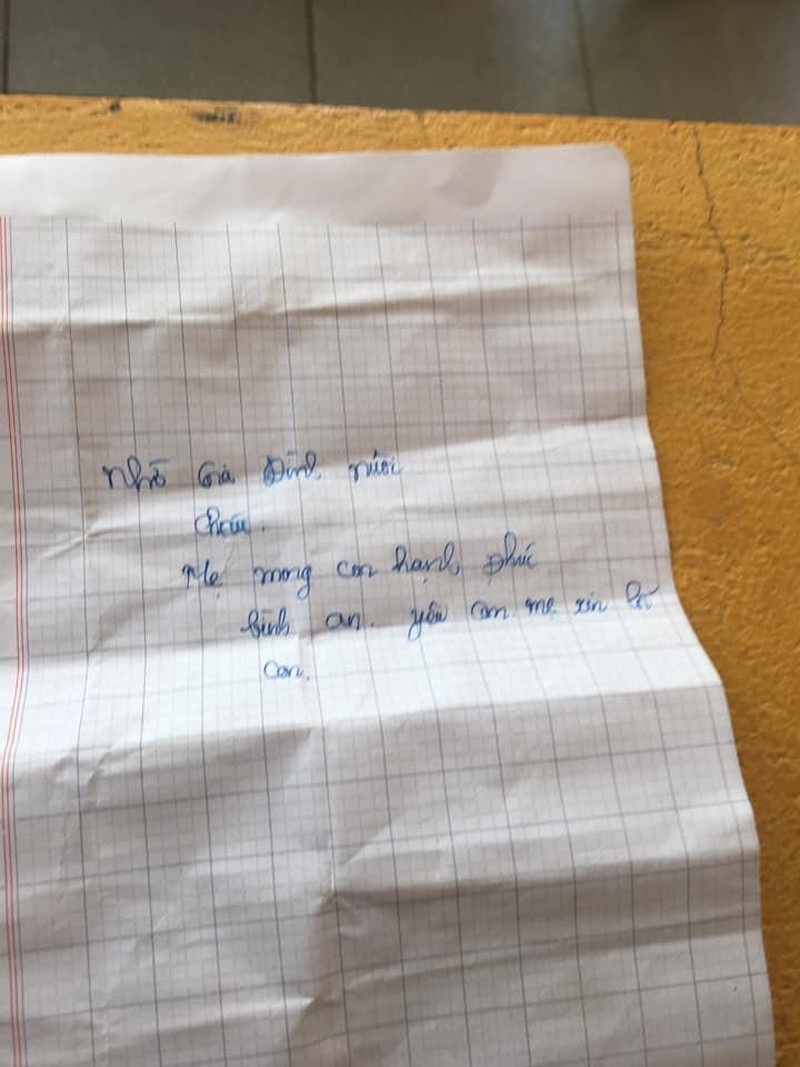 Nhờ Gia Đình nuôi
cháu.
Mẹ mong con hạnh phúc
bình an. yêu con mẹ xin lỗi
con.